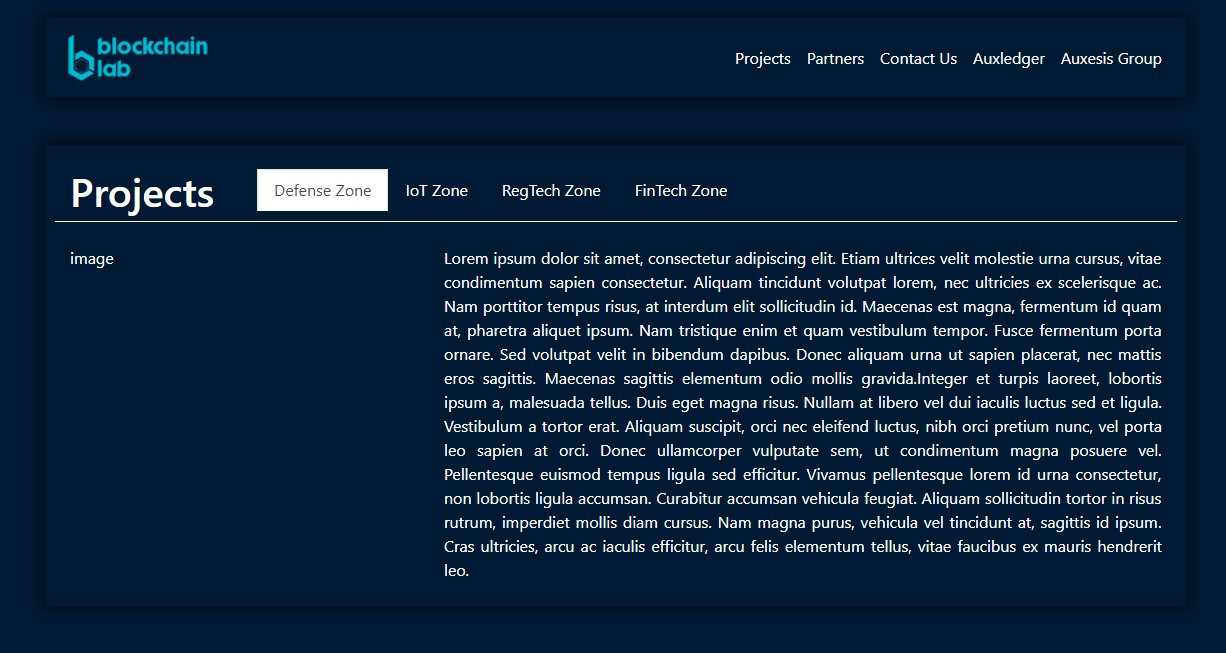 blockchain
lab
Projects Partners Contact Us Auxledger Auxesis Group
Projects Defense Zone IoT Zone RegTech Zone FinTech Zone
image
Lorem ipsum dolor sit amet, consectetur adipiscing elit. Etiam ultrices velit molestie urna cursus, vitae
condimentum sapien consectetur. Aliquam tincidunt volutpat lorem, nec ultricies ex scelerisque ac.
Nam porttitor tempus risus, at interdum elit sollicitudin id. Maecenas est magna, fermentum id quam
at, pharetra aliquet ipsum. Nam tristique enim et quam vestibulum tempor. Fusce fermentum porta
ornare. Sed volutpat velit in bibendum dapibus. Donec aliquam urna ut sapien placerat, nec mattis
eros sagittis. Maecenas sagittis elementum odio mollis gravida.Integer et turpis laoreet, lobortis
ipsum a, malesuada tellus. Duis eget magna risus. Nullam at libero vel dui iaculis luctus sed et ligula.
Vestibulum a tortor erat. Aliquam suscipit, orci nec eleifend luctus, nibh orci pretium nunc, vel porta
leo sapien at orci. Donec ullamcorper vulputate sem, ut condimentum magna posuere vel.
Pellentesque euismod tempus ligula sed efficitur. Vivamus pellentesque lorem id urna consectetur,
non lobortis ligula accumsan. Curabitur accumsan vehicula feugiat. Aliquam sollicitudin tortor in risus
rutrum, imperdiet mollis diam cursus. Nam magna purus, vehicula vel tincidunt at, sagittis id ipsum.
Cras ultricies, arcu ac iaculis efficitur, arcu felis elementum tellus, vitae faucibus ex mauris hendrerit
leo.